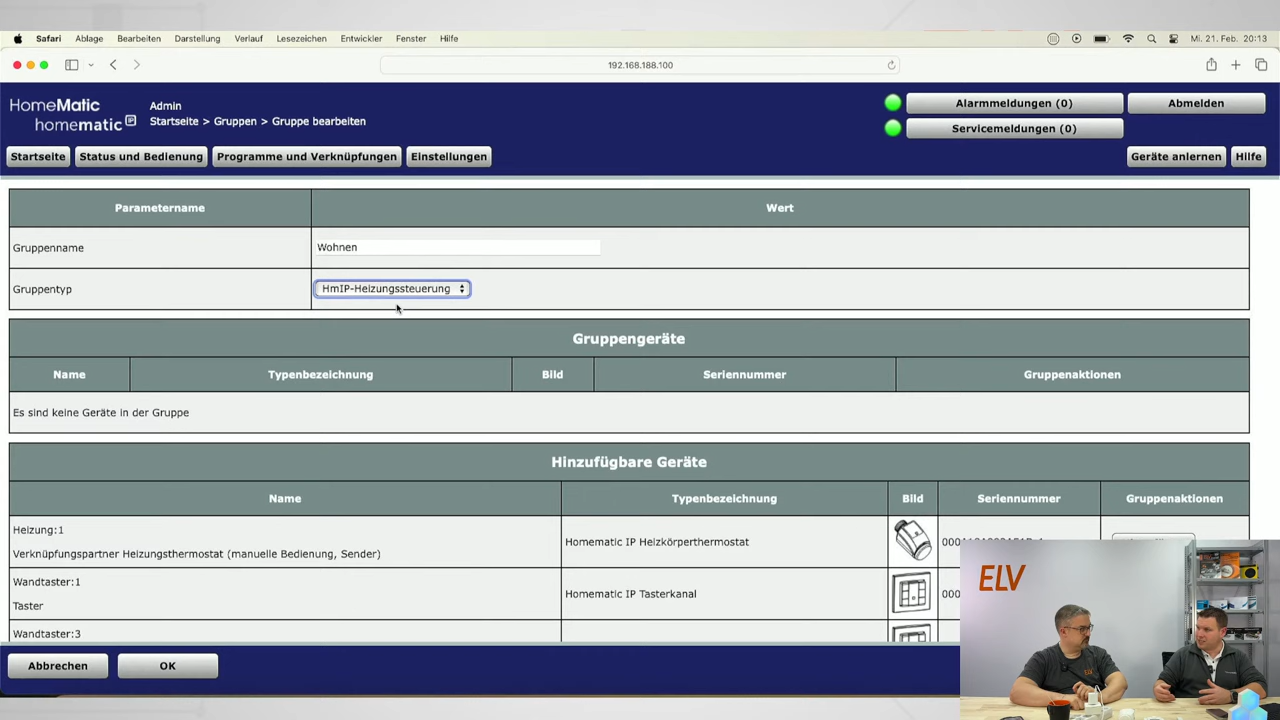 Safari Ablage Bearbeiten Darstellung Verlauf Lesezeichen Entwickler Fenster Hilfe Mi. 21. Feb. 20:13
192.168.188.100
HomeMatic
homematic IP
Admin
Startseite > Gruppen > Gruppe bearbeiten
Alarmmeldungen (0)
Abmelden
Servicemeldungen (0)
Startseite
Status und Bedienung
Programme und Verknüpfungen
Einstellungen
Geräte anlernen
Hilfe
Parametername Wert
Gruppenname Wohnen
Gruppentyp HmIP-Heizungssteuerung
Gruppengeräte
Name Typenbezeichnung Bild Seriennummer Gruppenaktionen
Es sind keine Geräte in der Gruppe
Hinzufügbare Geräte
Name Typenbezeichnung Bild Seriennummer Gruppenaktionen
Heizung:1
Verknüpfungspartner Heizungsthermostat (manuelle Bedienung, Sender)
Homematic IP Heizkörperthermostat
Wandtaster:1
Taster
Homematic IP Tasterkanal
Wandtaster:3
Abbrechen
OK
ELV
ELV